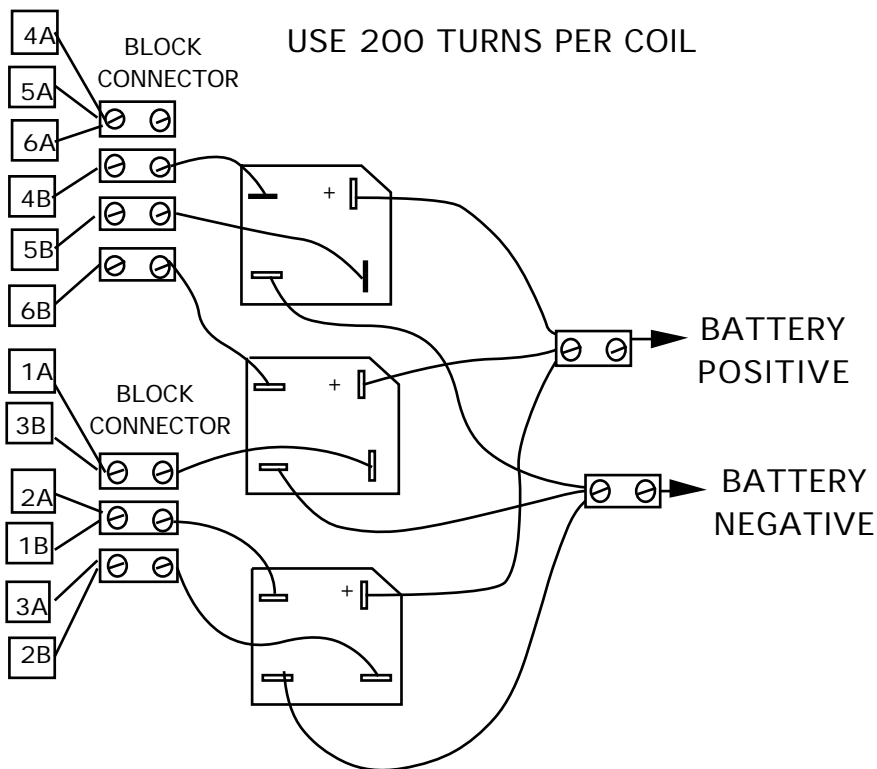 USE 200 TURNS PER COIL
4A
5A
6A
4B
5B
6B
BLOCK
CONNECTOR
+
BATTERY
POSITIVE
1A
3B
2A
1B
3A
2B
BLOCK
CONNECTOR
+
BATTERY
NEGATIVE
+